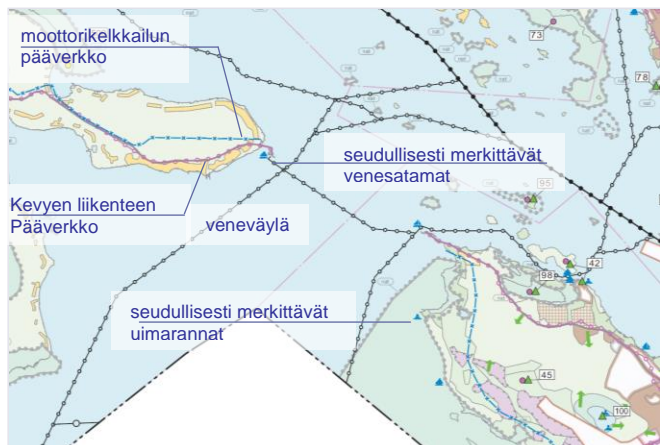 moottorikelkkailun
pääverkko
73
78
seudullisesti merkittävät
venesatamat
95
Kevyen liikenteen
Pääverkko
veneväylä
42
98
seudullisesti merkittävät
uimarannat
45
100